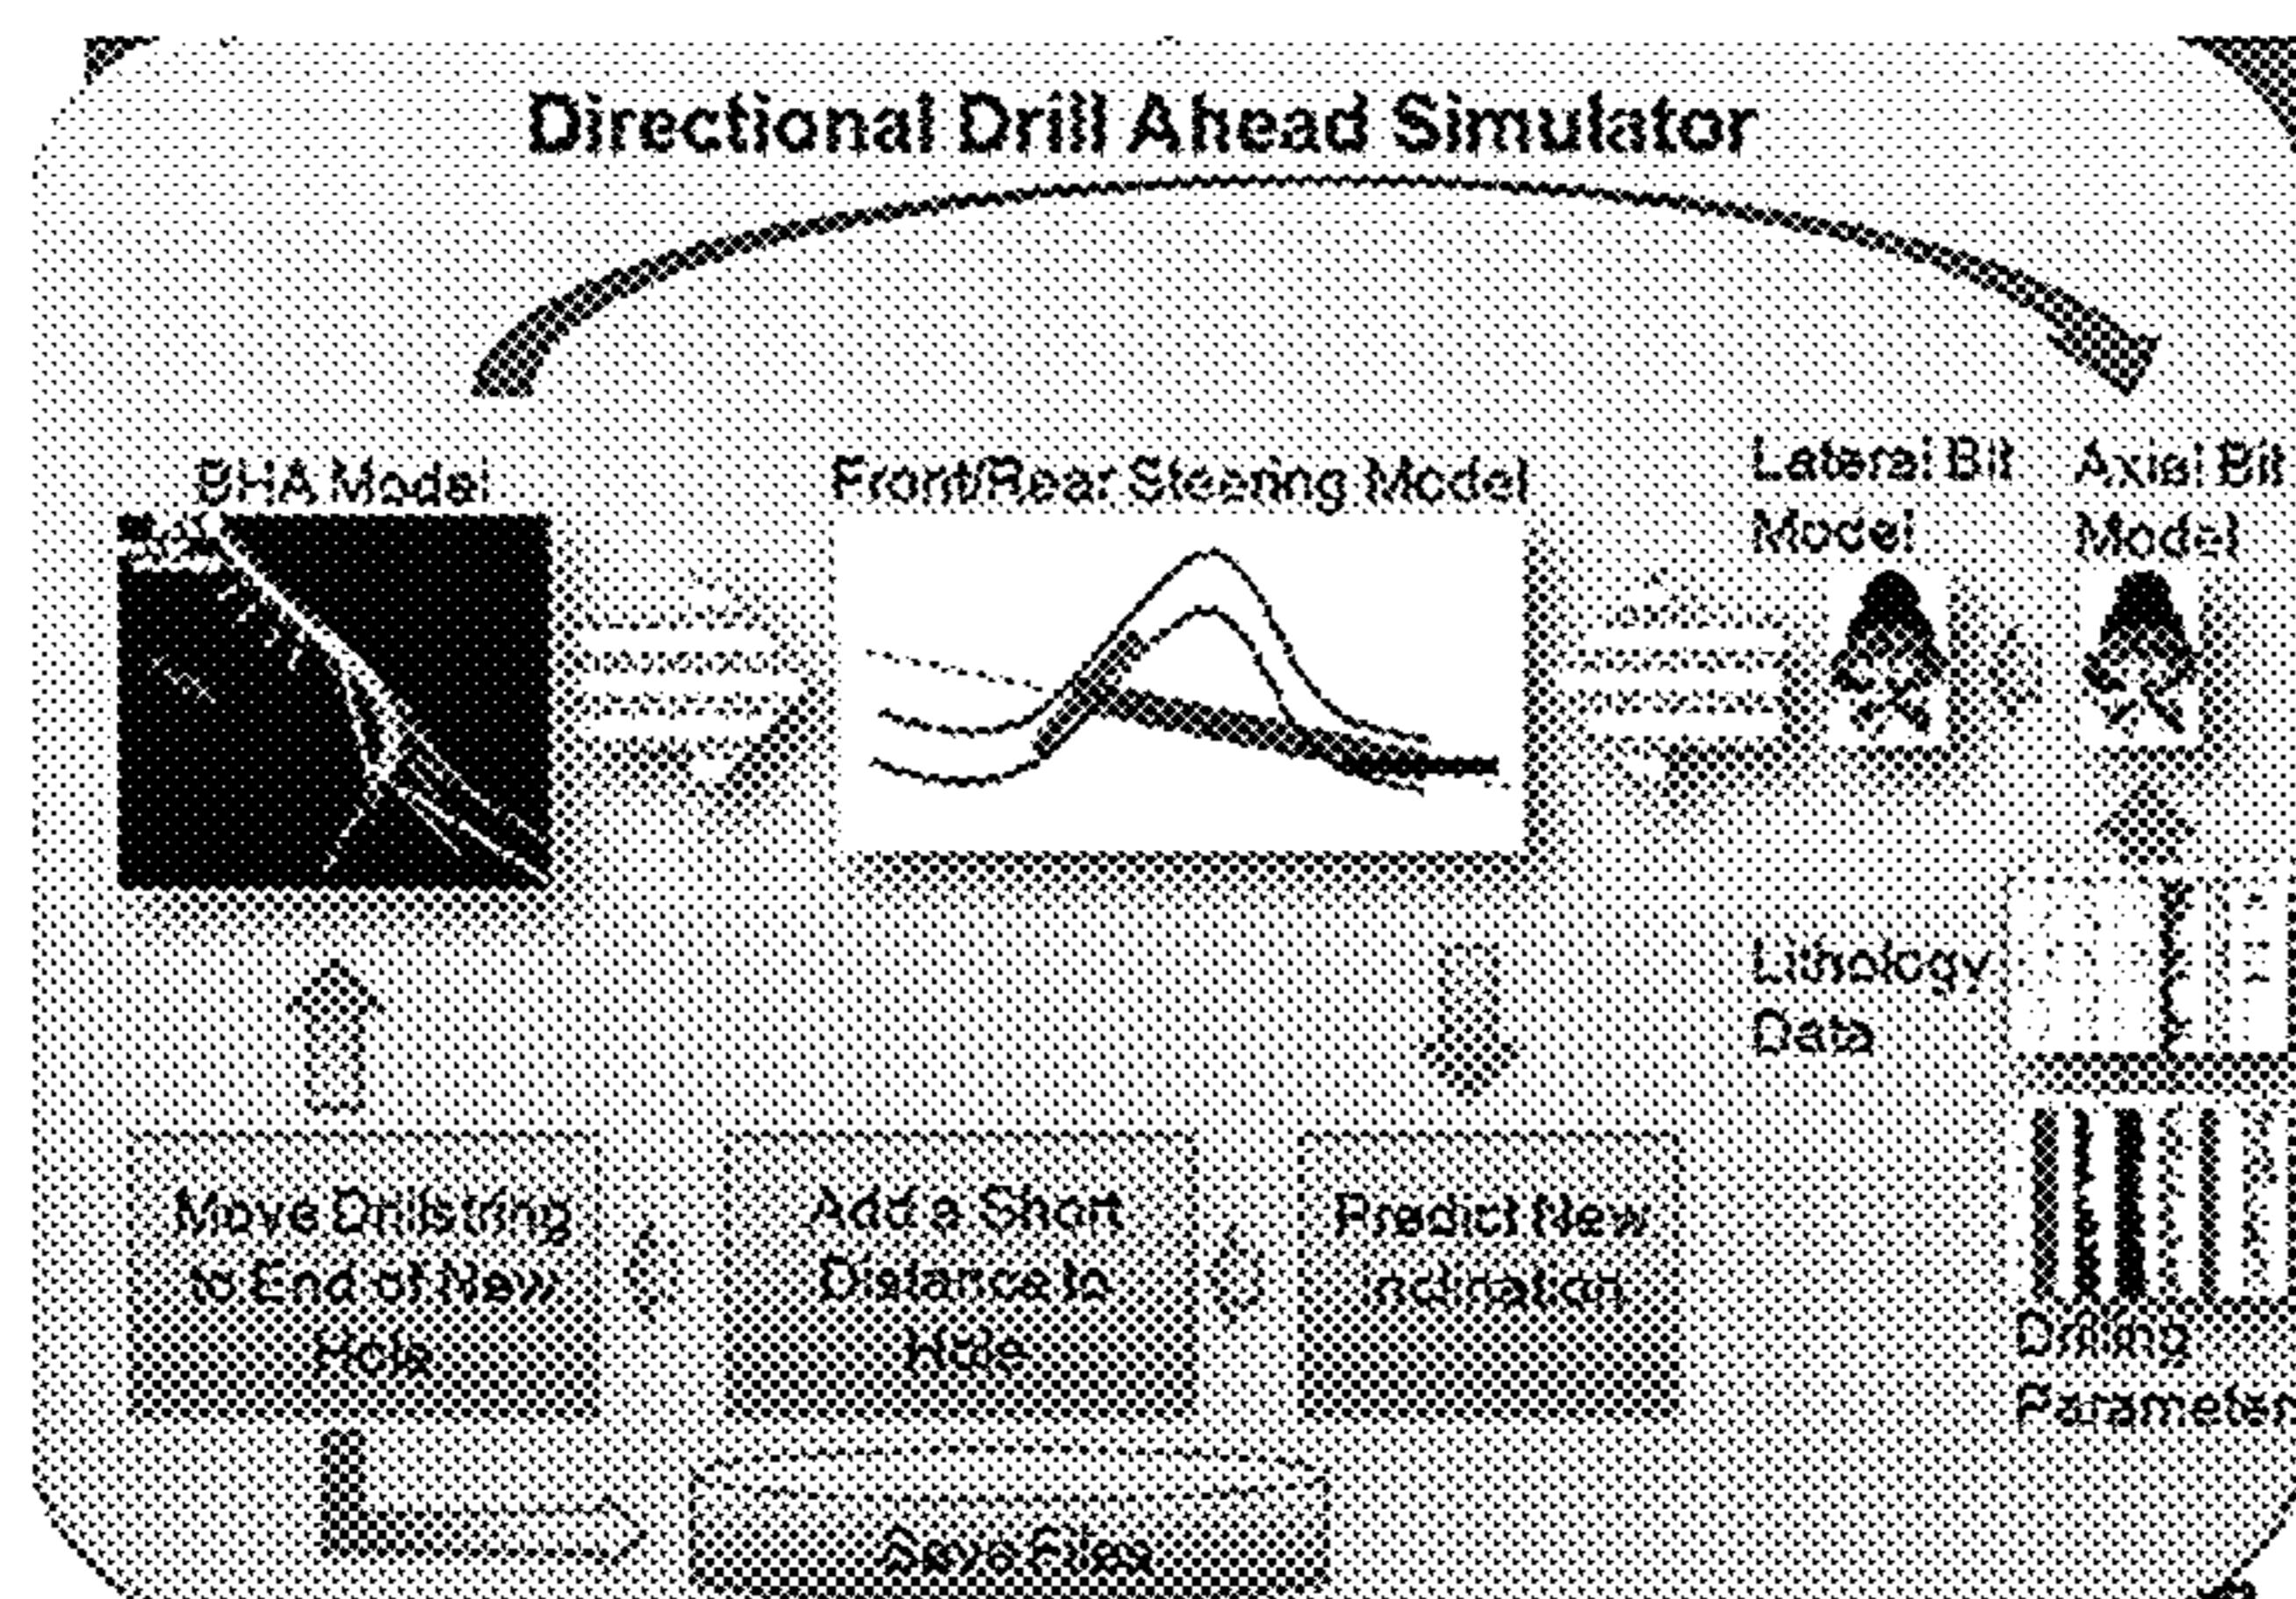 Directional Drill Ahead Simulator
BHA Model
Front/Rear Steering Model
Lateral Bit
Model
Axial Bit
Model
Lithology
Data
Move Drillstring
to End of New
Hole
Add a Short
Distance to
Hole
Predict New
Inclination
Drilling
Parameter
Save Files